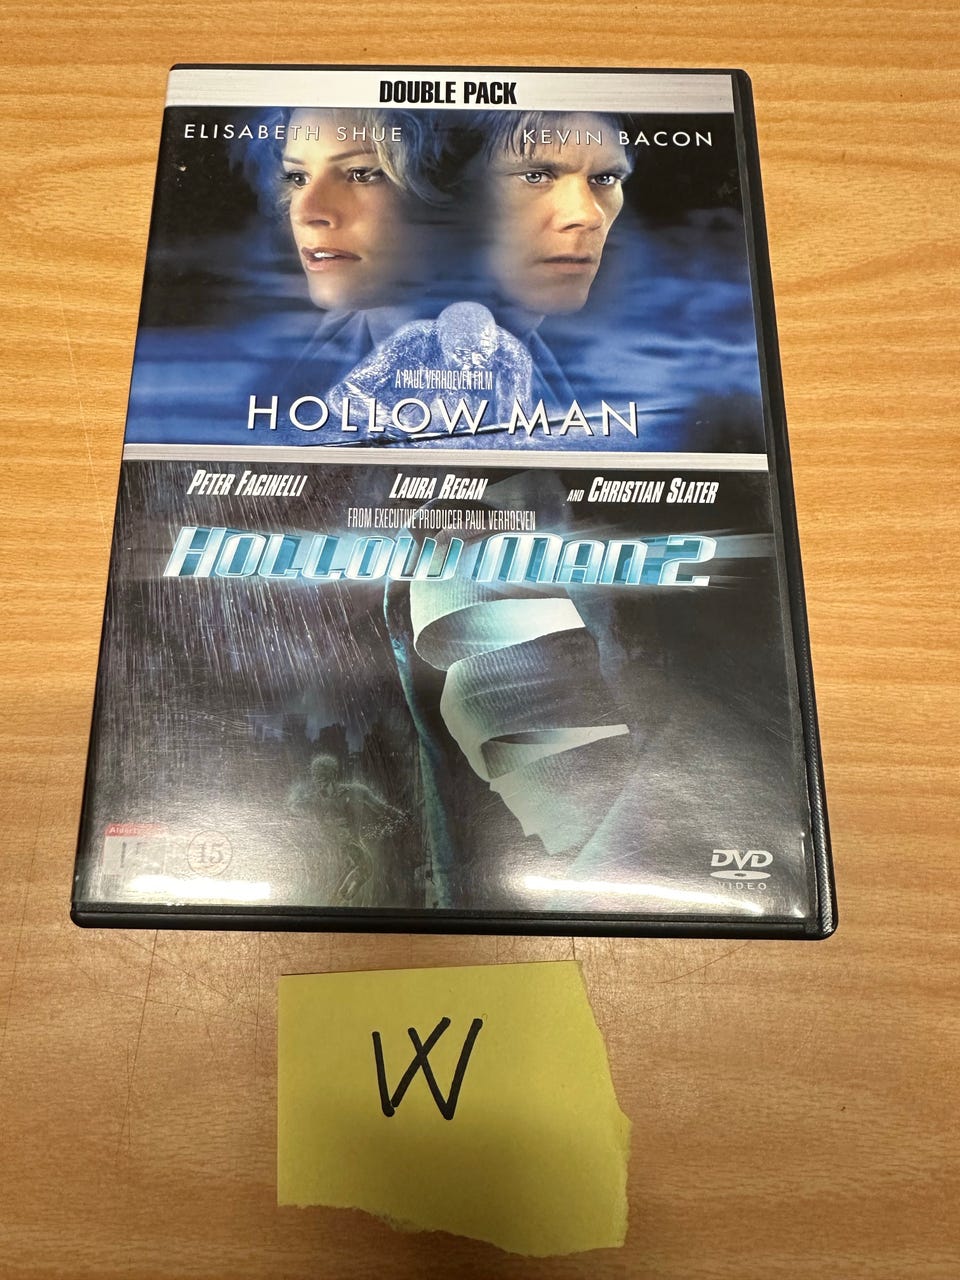 DOUBLE PACK
ELISABETH SHUE KEVIN BACON
A PAUL VERHOEVEN FILM
HOLLOW MAN
PETER FACINELLI LAURA REGAN AND CHRISTIAN SLATER
FROM EXECUTIVE PRODUCER PAUL VERHOEVEN
HOLLOW MAN 2
15
DVD
VIDEO
W